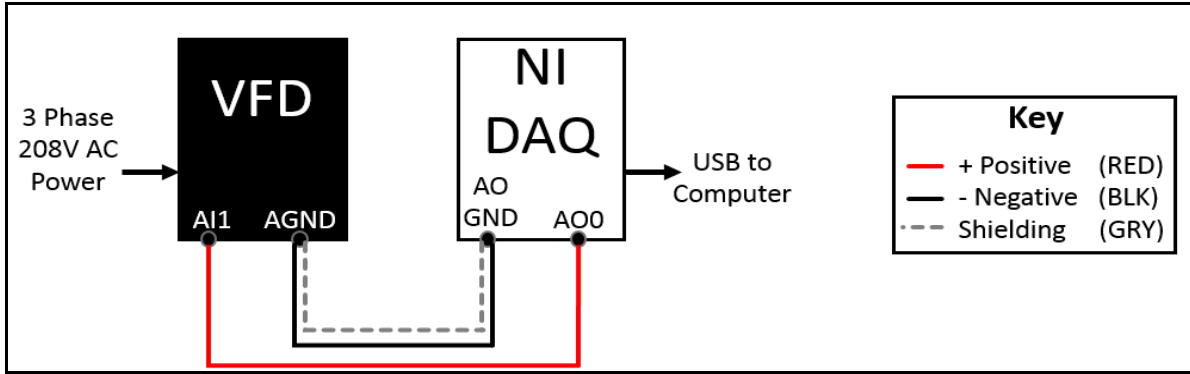 3 Phase
208V AC
Power
VFD
AI1 AGND
NI
DAQ
AO
GND AO0
USB to
Computer
Key
+ Positive (RED)
- Negative (BLK)
Shielding (GRY)